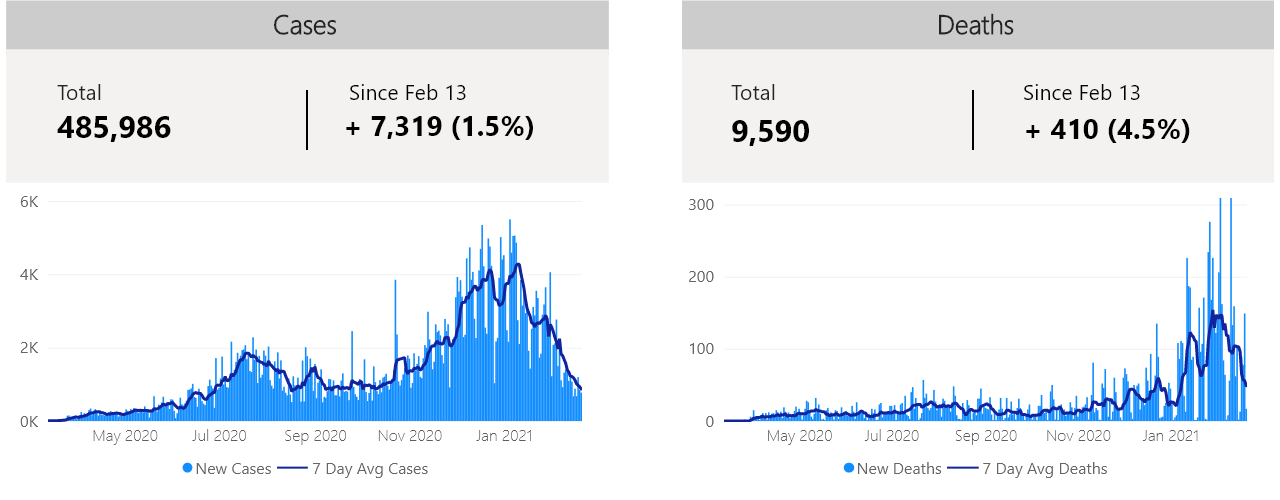 Cases
Total
485,986
Since Feb 13
+ 7,319 (1.5%)
6K
4K
2K
0K
May 2020 Jul 2020 Sep 2020 Nov 2020 Jan 2021
New Cases 7 Day Avg Cases
Deaths
Total
9,590
Since Feb 13
+ 410 (4.5%)
300
200
100
0
May 2020 Jul 2020 Sep 2020 Nov 2020 Jan 2021
New Deaths 7 Day Avg Deaths